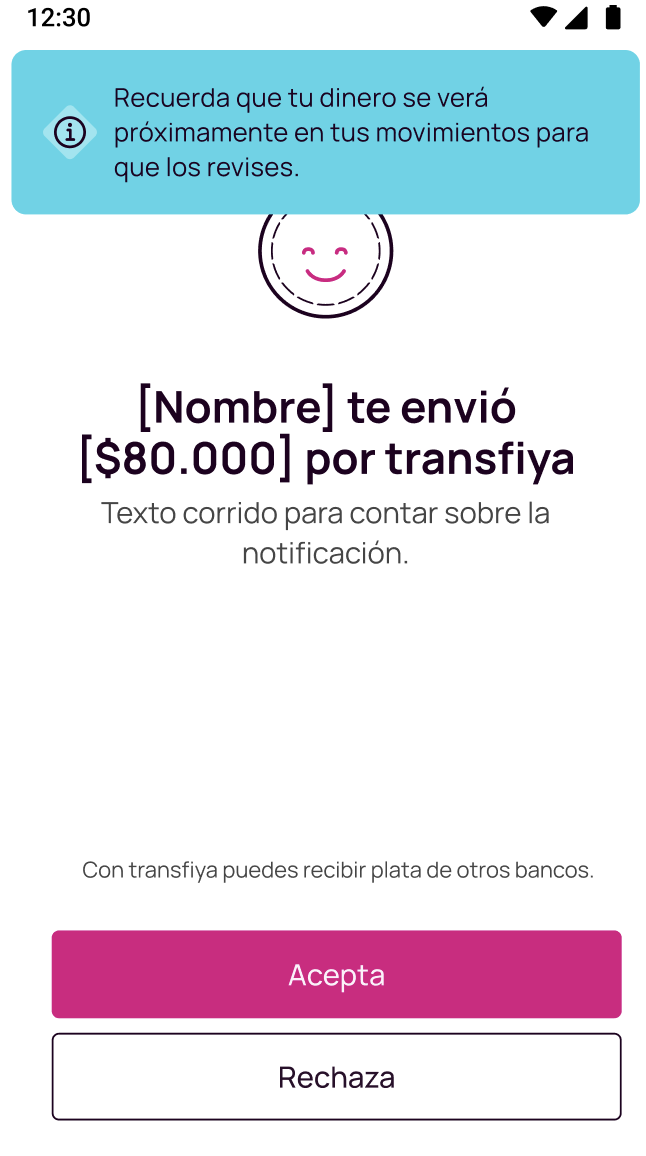 12:30
Recuerda que tu dinero se verá
próximamente en tus movimientos para
que los revises.
[Nombre] te envió
[$80.000] por transfiya
Texto corrido para contar sobre la
notificación.
Con transfiya puedes recibir plata de otros bancos.
Acepta
Rechaza